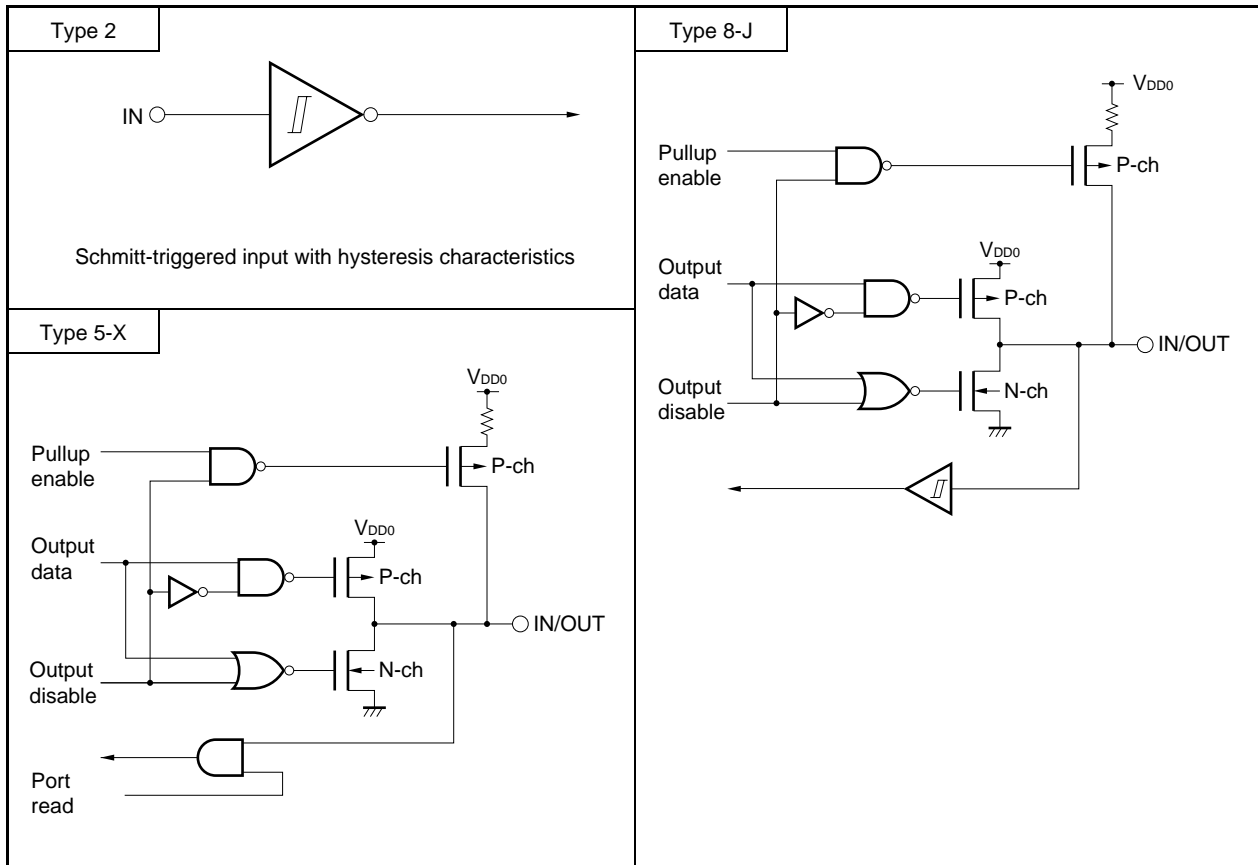 Type 2
IN
Schmitt-triggered input with hysteresis characteristics
Type 5-X
VDD0
Pullup
enable
P-ch
VDD0
Output
data
P-ch
IN/OUT
Output
disable
N-ch
Port
read
Type 8-J
VDD0
Pullup
enable
P-ch
VDD0
Output
data
P-ch
IN/OUT
Output
disable
N-ch